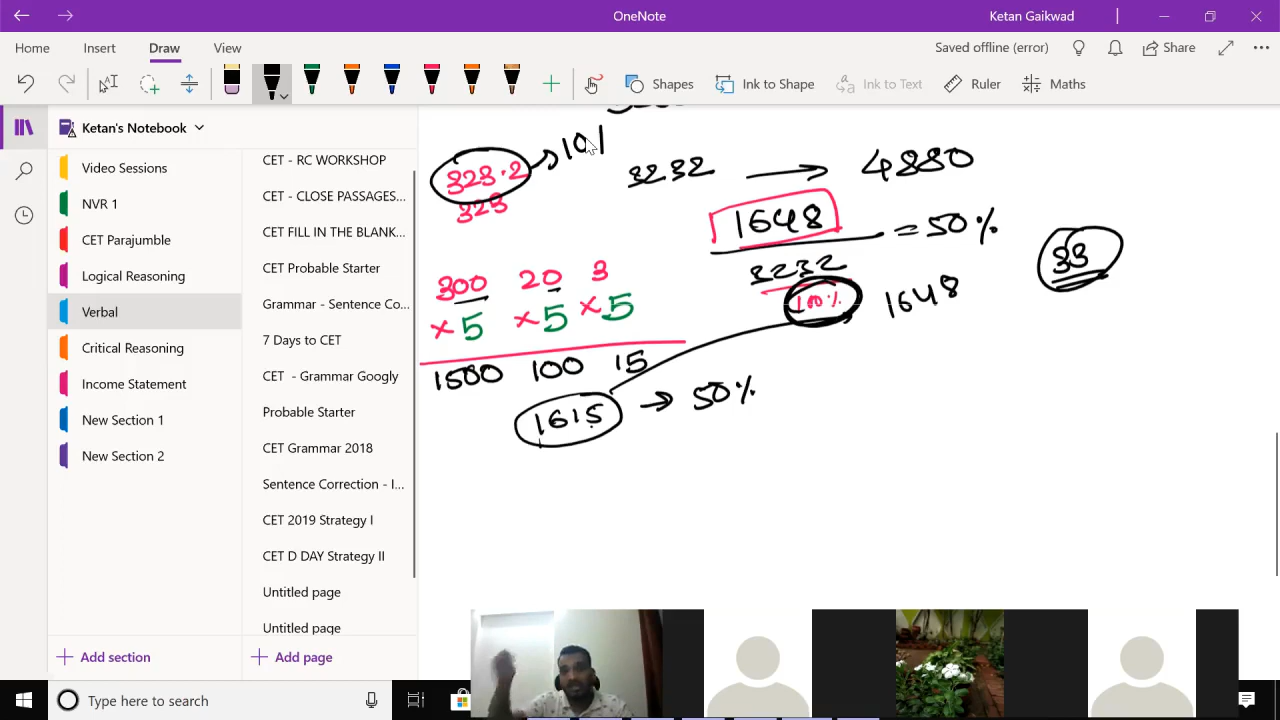 OneNote
Ketan Gaikwad
Home Insert Draw View
Saved offline (error)
Share
Shapes
Ink to Shape
Ink to Text
Ruler
Maths
Ketan's Notebook
Video Sessions
NVR 1
CET Parajumble
Logical Reasoning
Verbal
Critical Reasoning
Income Statement
New Section 1
New Section 2
Add section
CET - RC WORKSHOP
CET - CLOSE PASSAGES...
CET FILL IN THE BLANK...
CET Probable Starter
Grammar - Sentence Co...
7 Days to CET
CET - Grammar Googly
Probable Starter
CET Grammar 2018
Sentence Correction - I...
CET 2019 Strategy I
CET D DAY Strategy II
Untitled page
Untitled page
Add page
323.2
323
3232 → 4880
1648 = 50%
3232
100%
1648
33
300 20 3
×5 ×5 ×5
1500 100 15
1615 → 50%
Type here to search